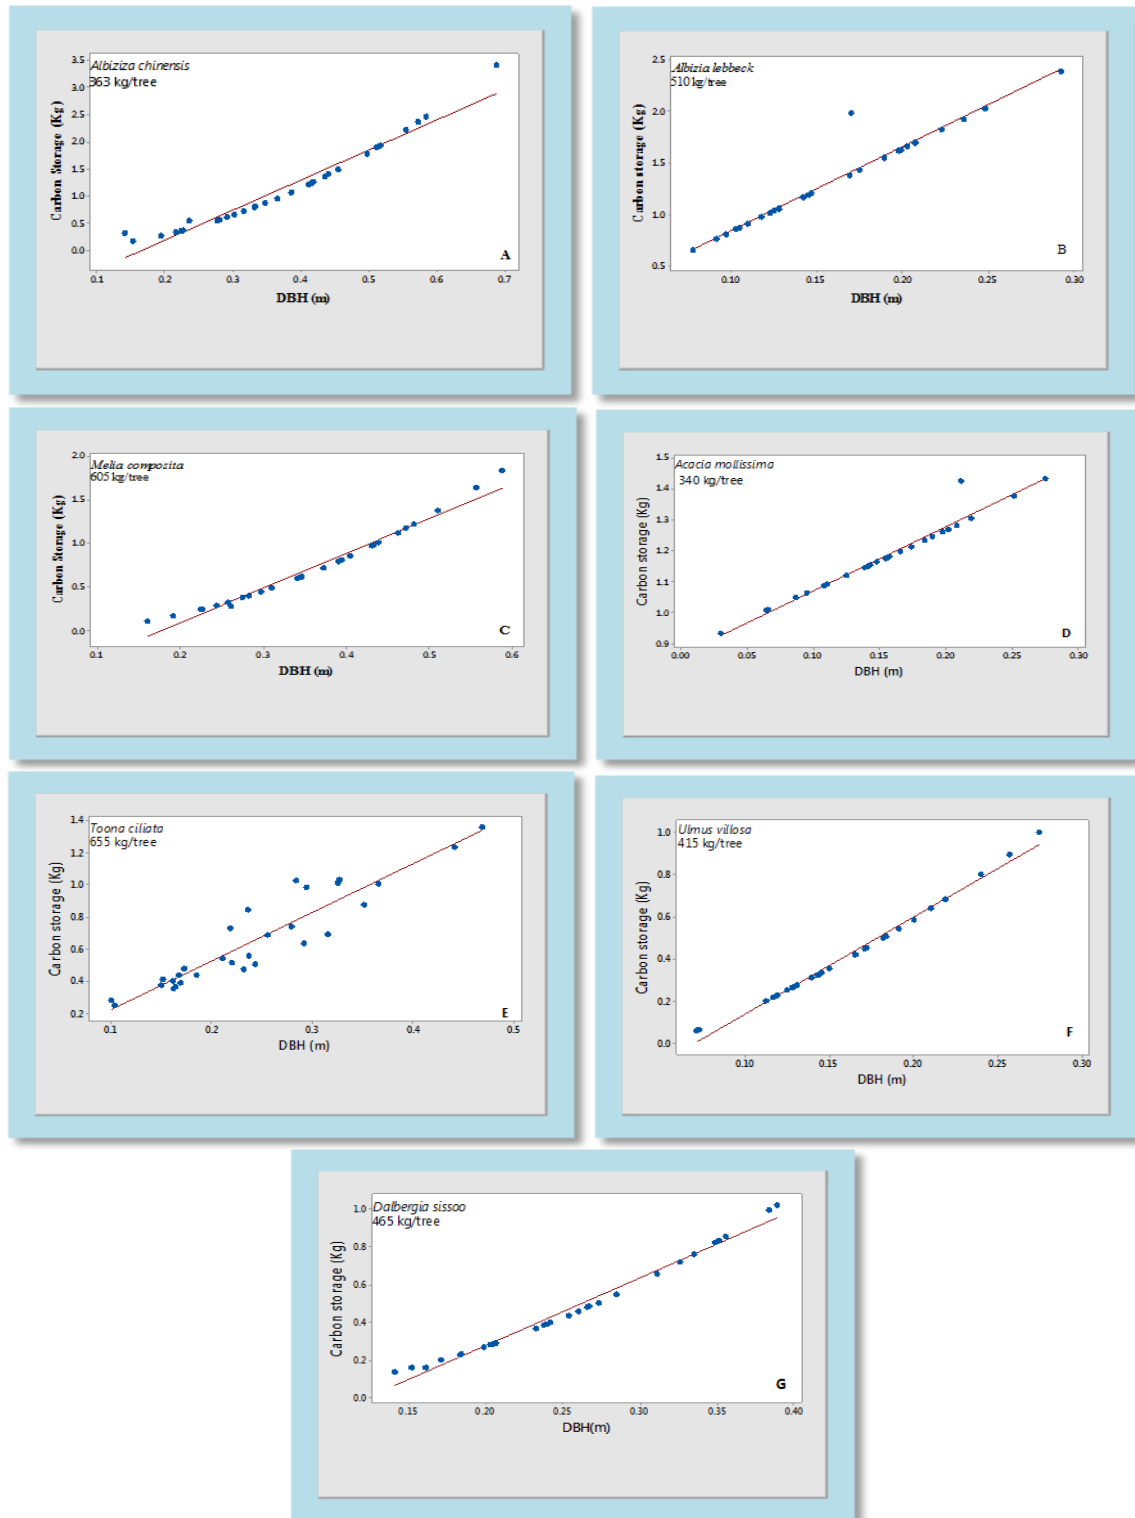 Albiziza chinensis
363 kg/tree
Carbon Storage (Kg)
3.5
3.0
2.5
2.0
1.5
1.0
0.5
0.0
A
0.1 0.2 0.3 0.4 0.5 0.6 0.7
DBH (m)
Albizia lebbeck
5101kg/tree
Carbon storage (Kg)
2.5
2.0
1.5
1.0
0.5
B
0.10 0.15 0.20 0.25 0.30
DBH (m)
Melia composita
6051kg/tree
Carbon Storage (Kg)
2.0
1.5
1.0
0.5
0.0
C
0.1 0.2 0.3 0.4 0.5 0.6
DBH (m)
Acacia mollissima
340 kg/tree
Carbon storage (Kg)
1.5
1.4
1.3
1.2
1.1
1.0
0.9
D
0.00 0.05 0.10 0.15 0.20 0.25 0.30
DBH (m)
Toona ciliata
655 kg/tree
Carbon storage (Kg)
1.4
1.2
1.0
0.8
0.6
0.4
0.2
E
0.1 0.2 0.3 0.4 0.5
DBH (m)
Ulmus villosa
415 kg/tree
Carbon storage (Kg)
1.0
0.8
0.6
0.4
0.2
0.0
F
0.10 0.15 0.20 0.25 0.30
DBH (m)
Dalbergia sissoo
465 kg/tree
Carbon storage (Kg)
1.0
0.8
0.6
0.4
0.2
0.0
G
0.15 0.20 0.25 0.30 0.35 0.40
DBH(m)